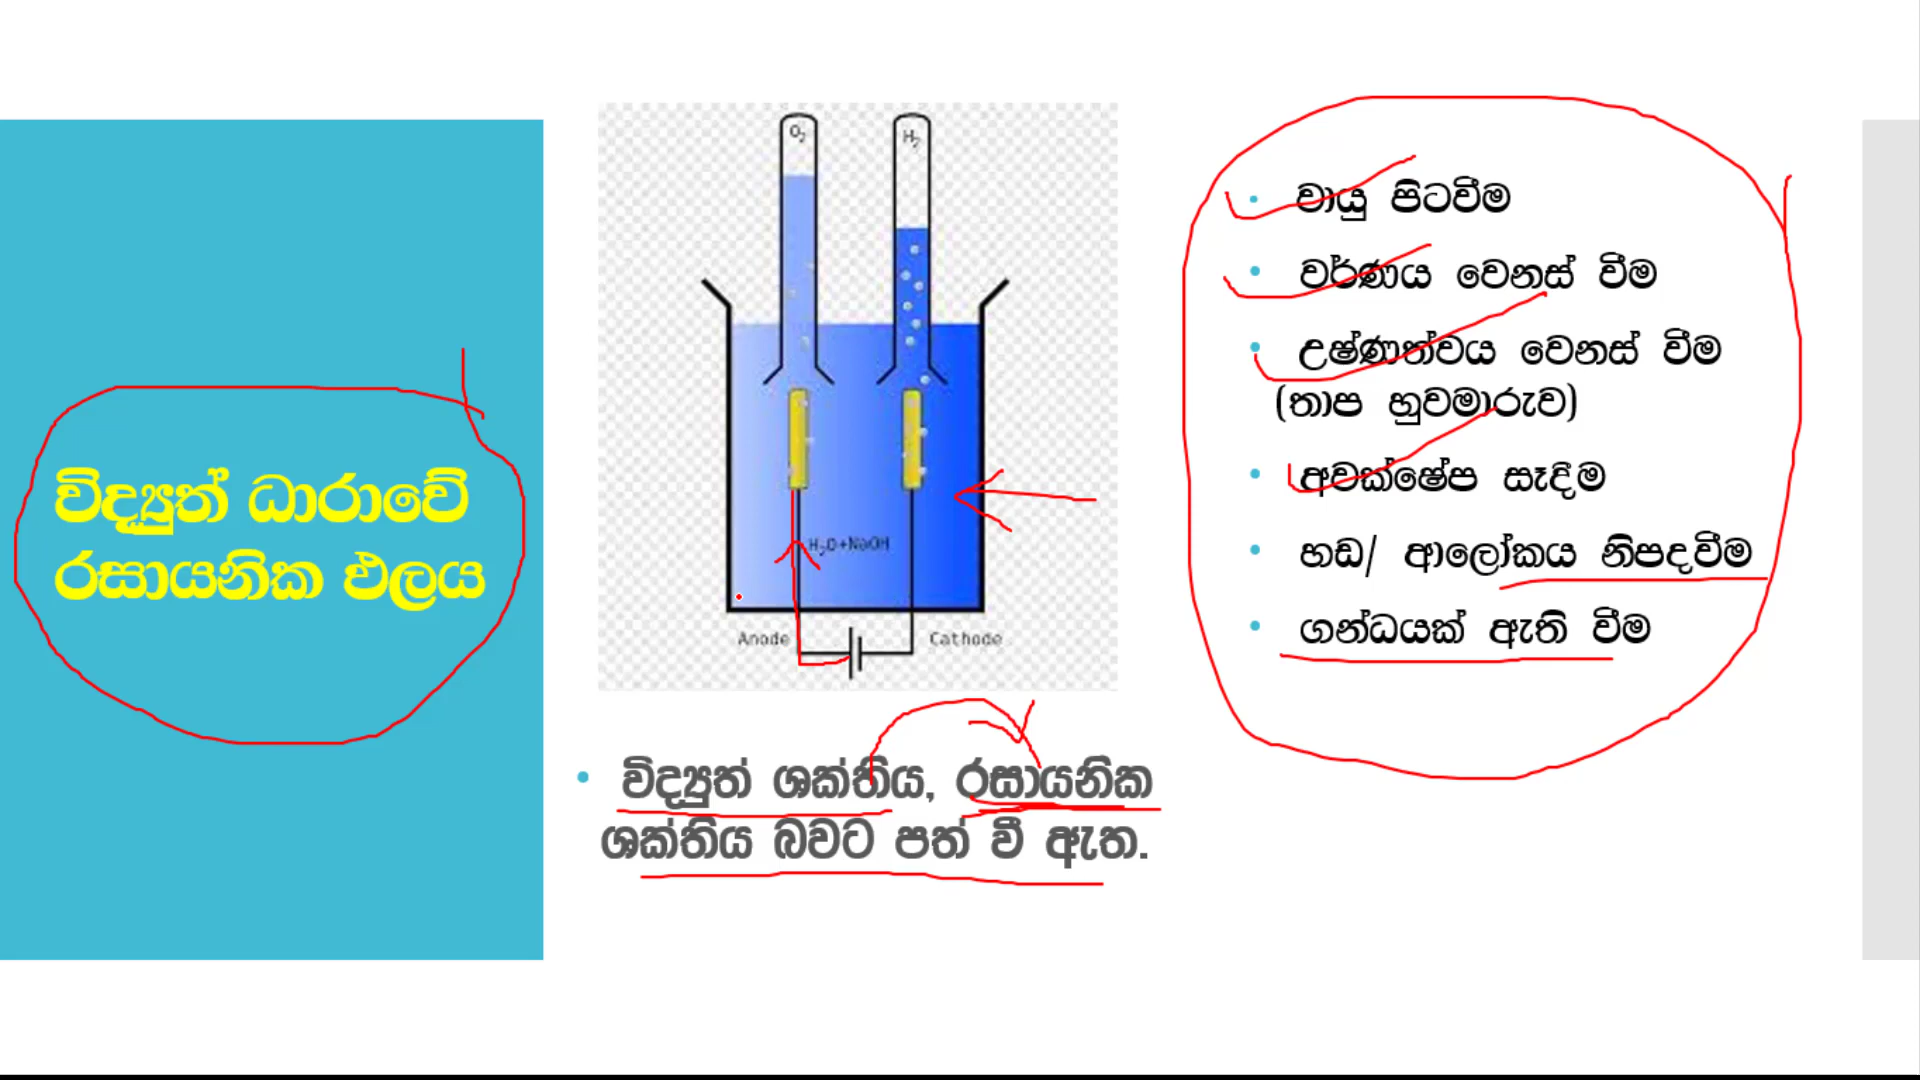 විද්‍යුත් ධාරාවේ
රසායනික ඵලය
O2
H2
H2O+NaOH
Anode
Cathode
• විද්‍යුත් ශක්තිය, රසායනික
ශක්තිය බවට පත් වී ඇත.
• වායු පිටවීම
• වර්ණය වෙනස් වීම
• උෂ්ණත්වය වෙනස් වීම
(තාප හුවමාරුව)
• අවක්ෂේප සෑදීම
• හඬ/ ආලෝකය නිපදවීම
• ගන්ධයක් ඇති වීම